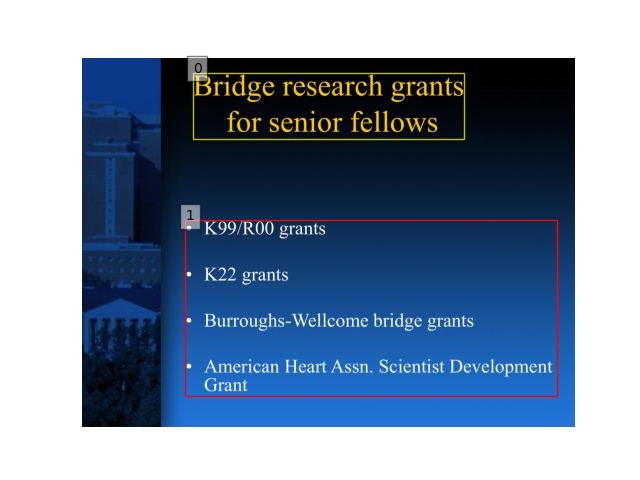 0
Bridge research grants
for senior fellows
1
• K99/R00 grants
• K22 grants
• Burroughs-Wellcome bridge grants
• American Heart Assn. Scientist Development
Grant